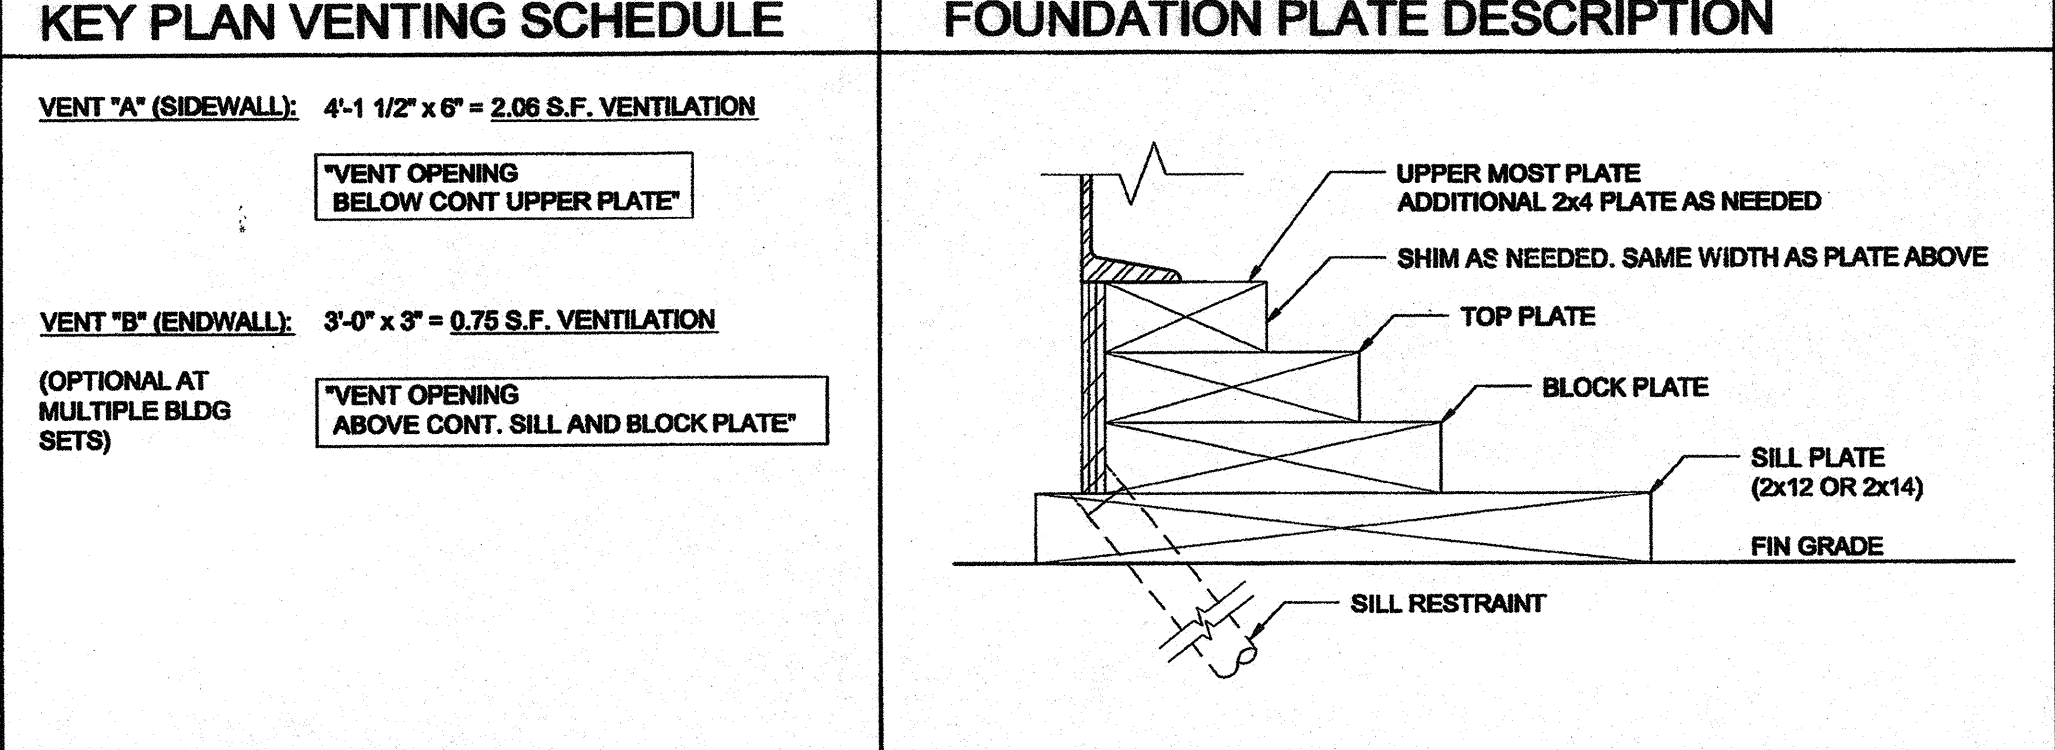 KEY PLAN VENTING SCHEDULE
VENT "A" (SIDEWALL): 4'-1 1/2" x 6" = 2.06 S.F. VENTILATION
"VENT OPENING
BELOW CONT UPPER PLATE"
VENT "B" (ENDWALL): 3'-0" x 3" = 0.75 S.F. VENTILATION
(OPTIONAL AT
MULTIPLE BLDG
SETS)
"VENT OPENING
ABOVE CONT. SILL AND BLOCK PLATE"
FOUNDATION PLATE DESCRIPTION
UPPER MOST PLATE
ADDITIONAL 2x4 PLATE AS NEEDED
SHIM AS NEEDED. SAME WIDTH AS PLATE ABOVE
TOP PLATE
BLOCK PLATE
SILL PLATE
(2x12 OR 2x14)
FIN GRADE
SILL RESTRAINT